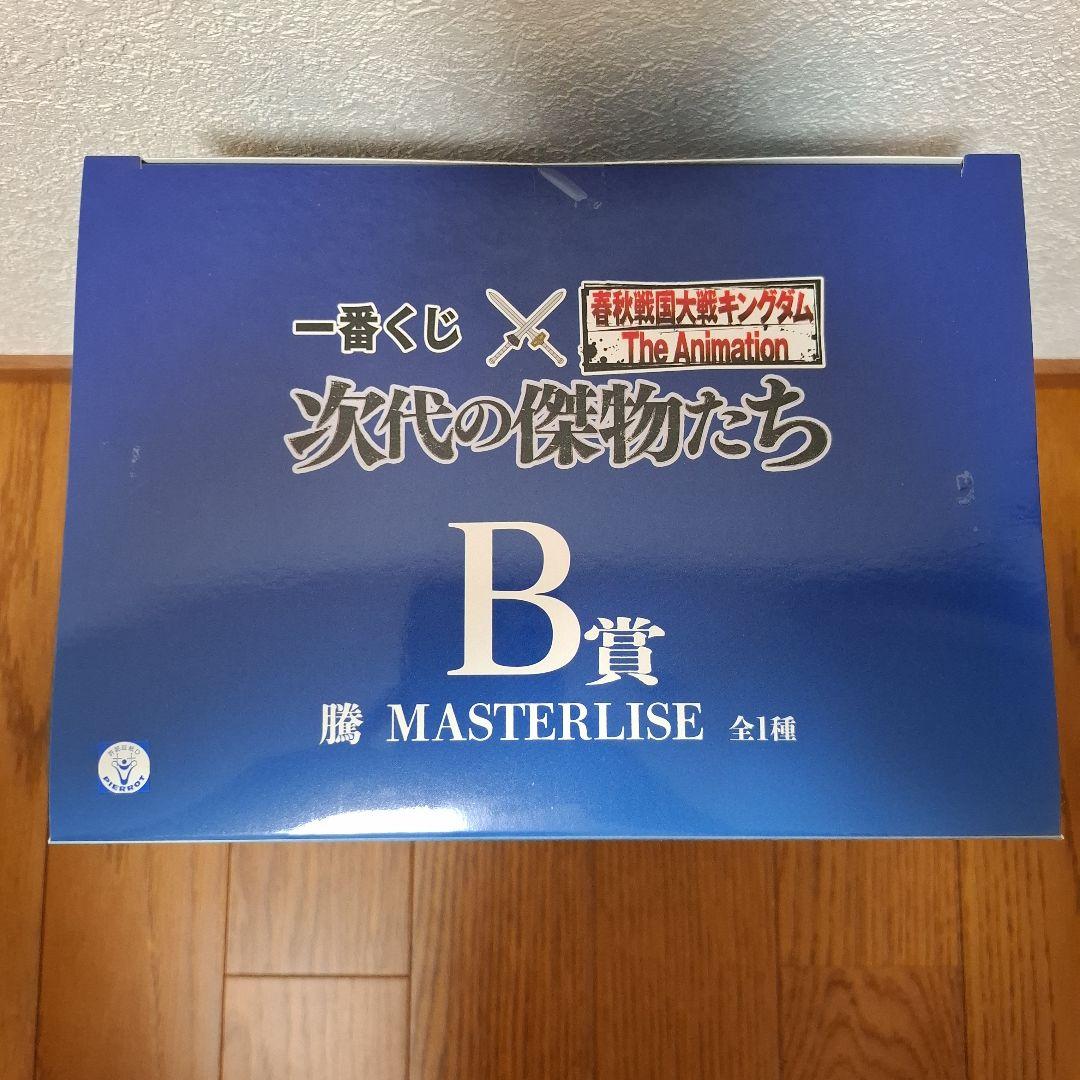 一番くじ
春秋戦国大戦キングダム
The Animation
次代の傑物たち
B賞
騰 MASTERLISE 全1種
PIERROT